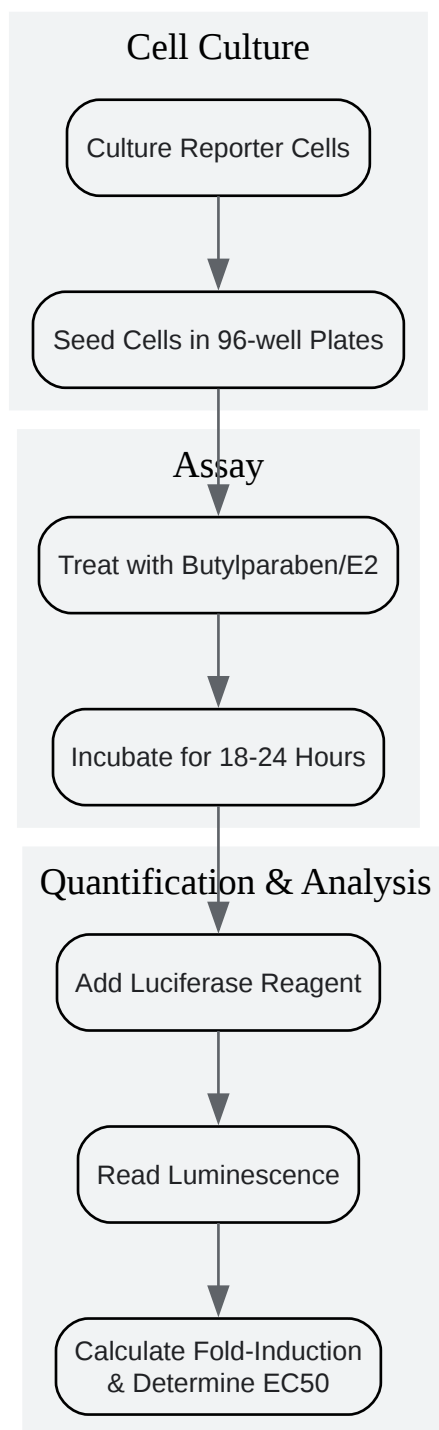 Cell Culture
Culture Reporter Cells
Seed Cells in 96-well Plates
Assay
Treat with Butylparaben/E2
Incubate for 18-24 Hours
Quantification & Analysis
Add Luciferase Reagent
Read Luminescence
Calculate Fold-Induction
& Determine EC50